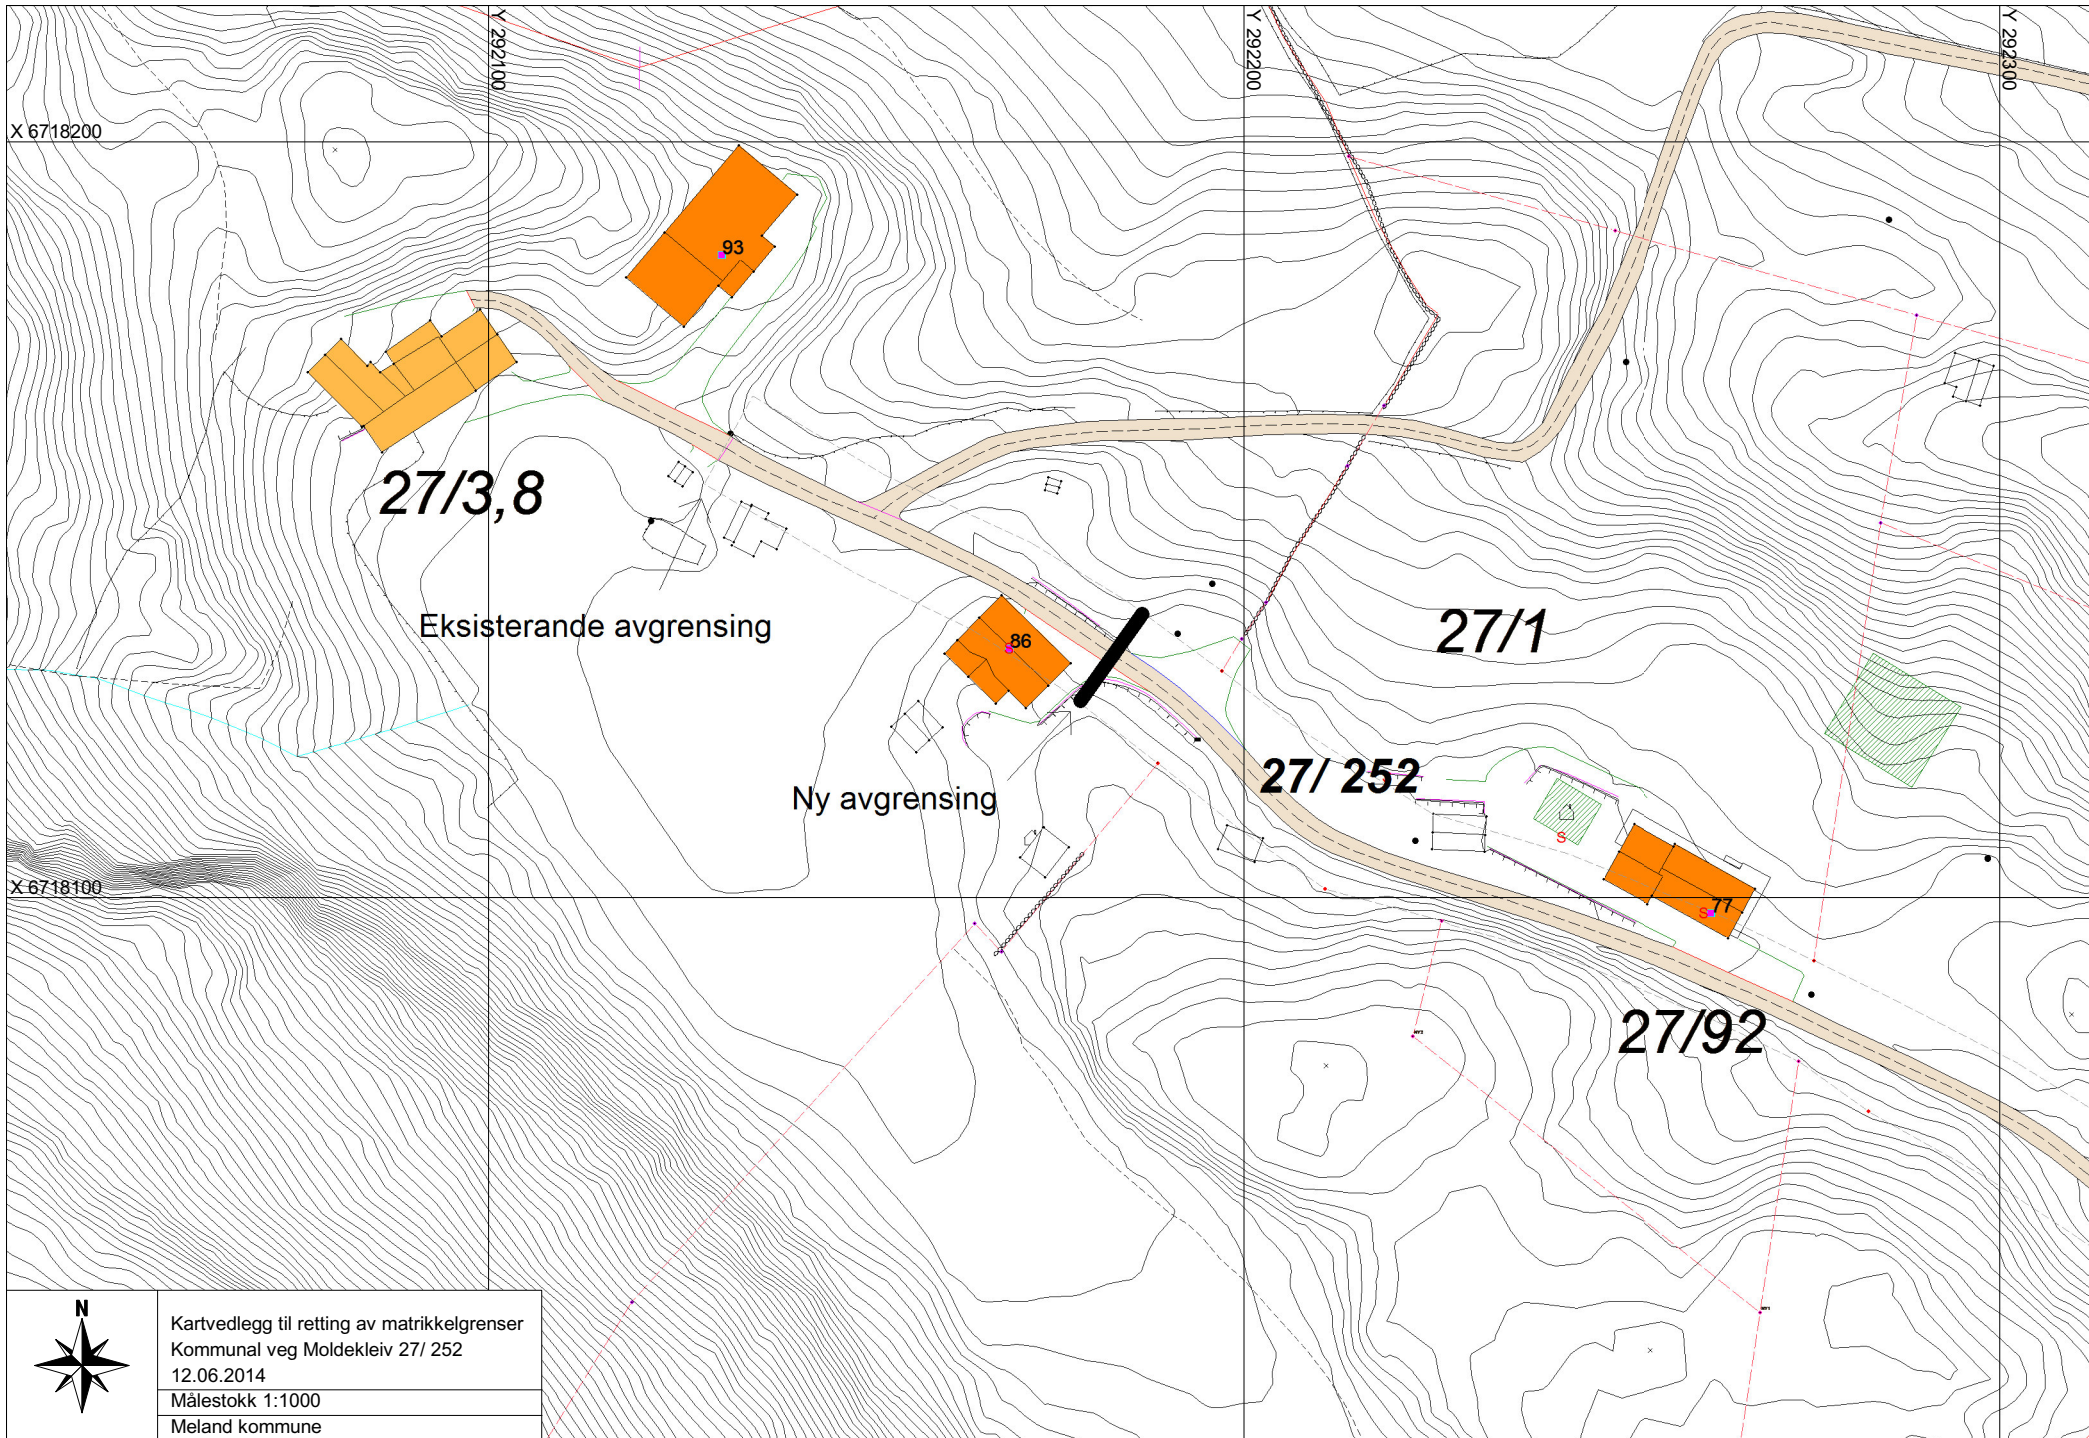 Y 292100
Y 292200
Y 292300
X 6718200
93
27/3,8
Eksisterande avgrensing
86
S
27/1
27/ 252
Ny avgrensing
S
X 6718100
S
77
27/92
N
Kartvedlegg til retting av matrikkelgrenser
Kommunal veg Moldekleiv 27/ 252
12.06.2014
Målestokk 1:1000
Meland kommune